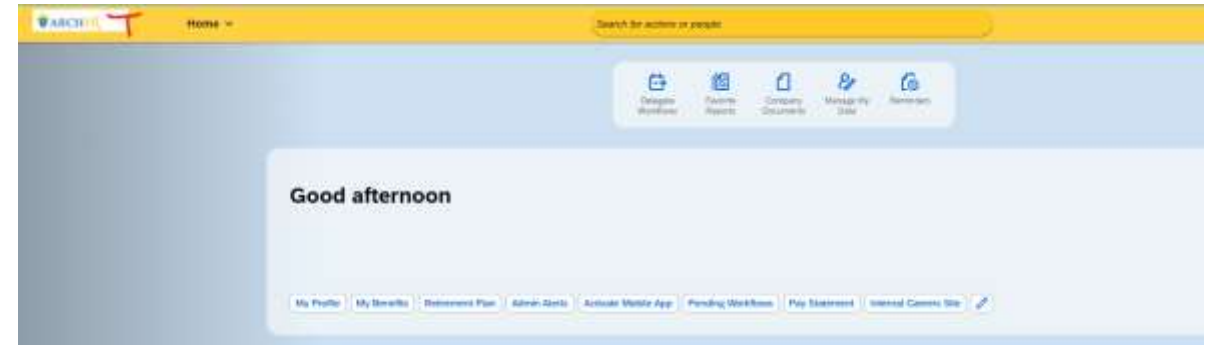 ARCH T
Home
Search for actions or people
Delegate Workflows
Favorite Reports
Company Documents
Manage My Data
Reminders
Good afternoon
My Profile My Benefits Retirement Plan Admin Alerts Activate Mobile App Pending Workflows Pay Statement Internal Careers Site